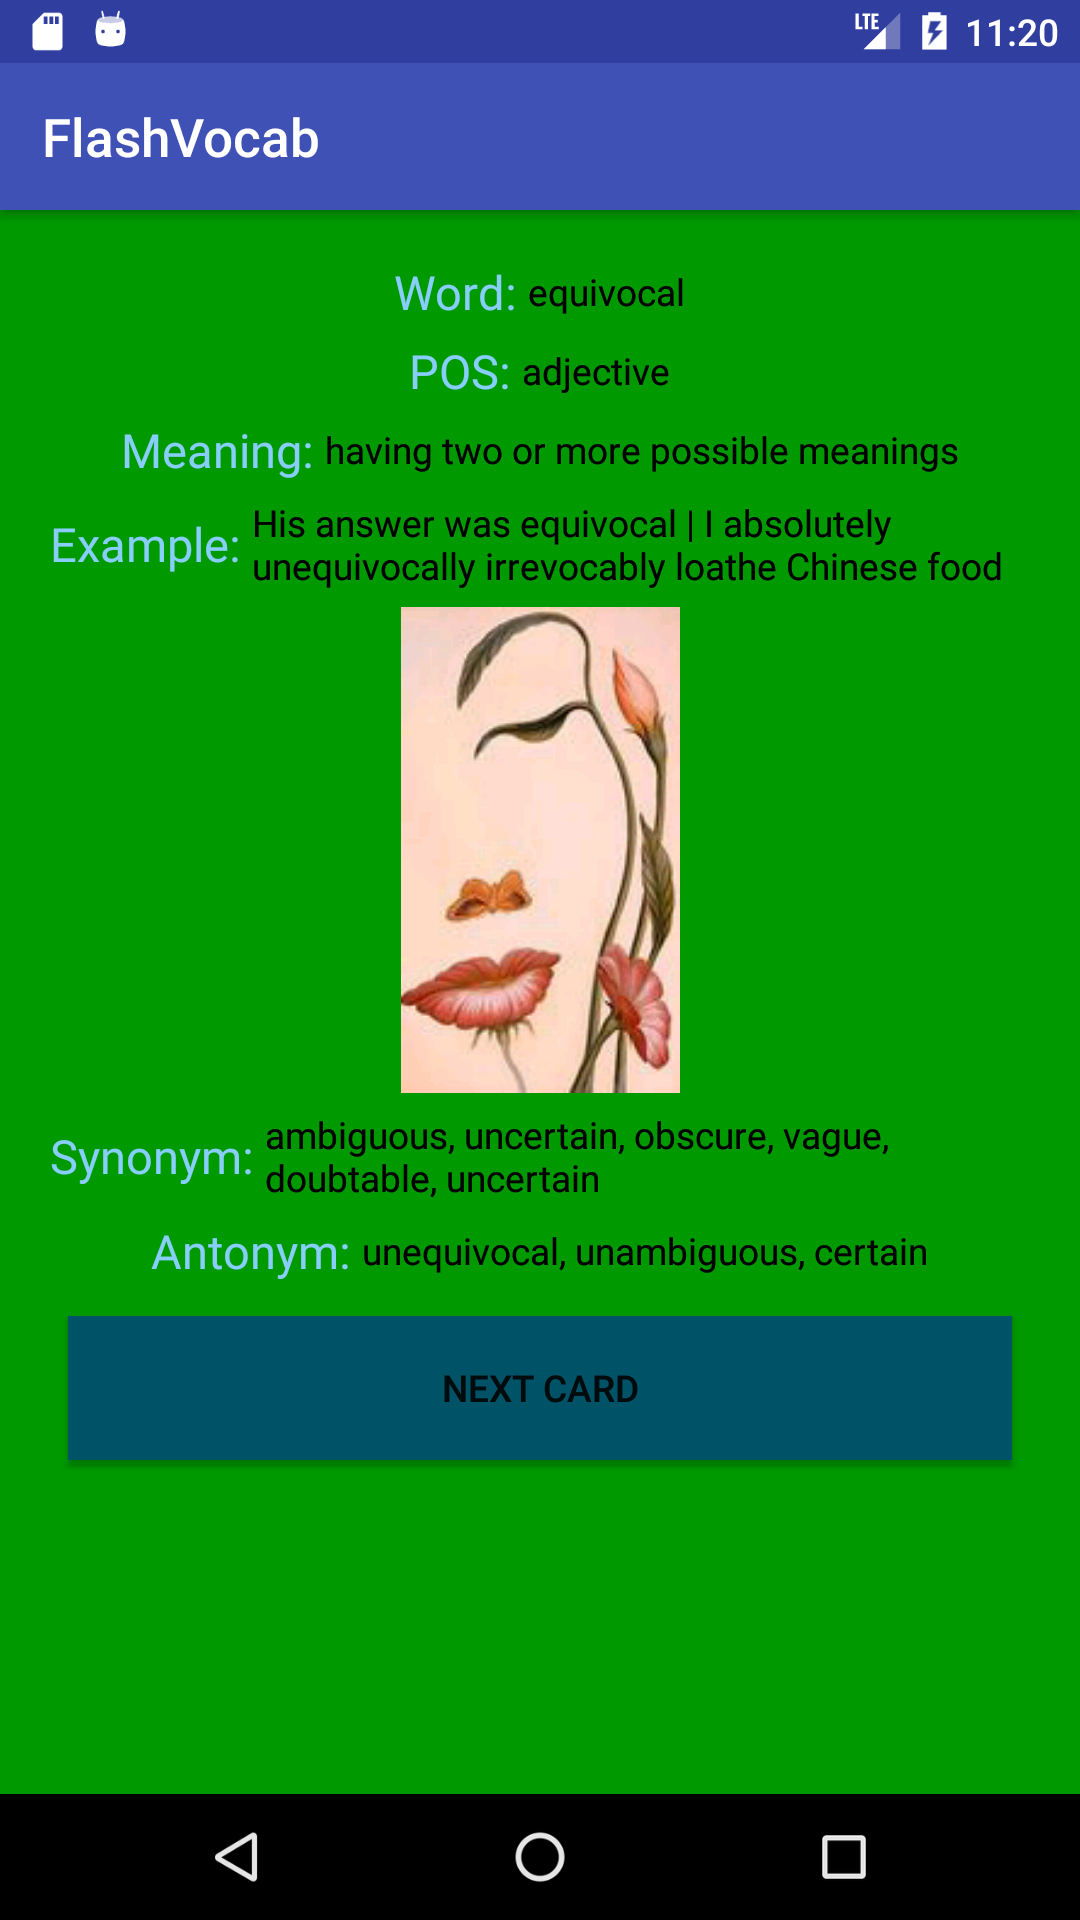 LTE 11:20
FlashVocab
Word: equivocal
POS: adjective
Meaning: having two or more possible meanings
Example: His answer was equivocal | I absolutely
unequivocally irrevocably loathe Chinese food
Synonym: ambiguous, uncertain, obscure, vague,
doubtable, uncertain
Antonym: unequivocal, unambiguous, certain
NEXT CARD